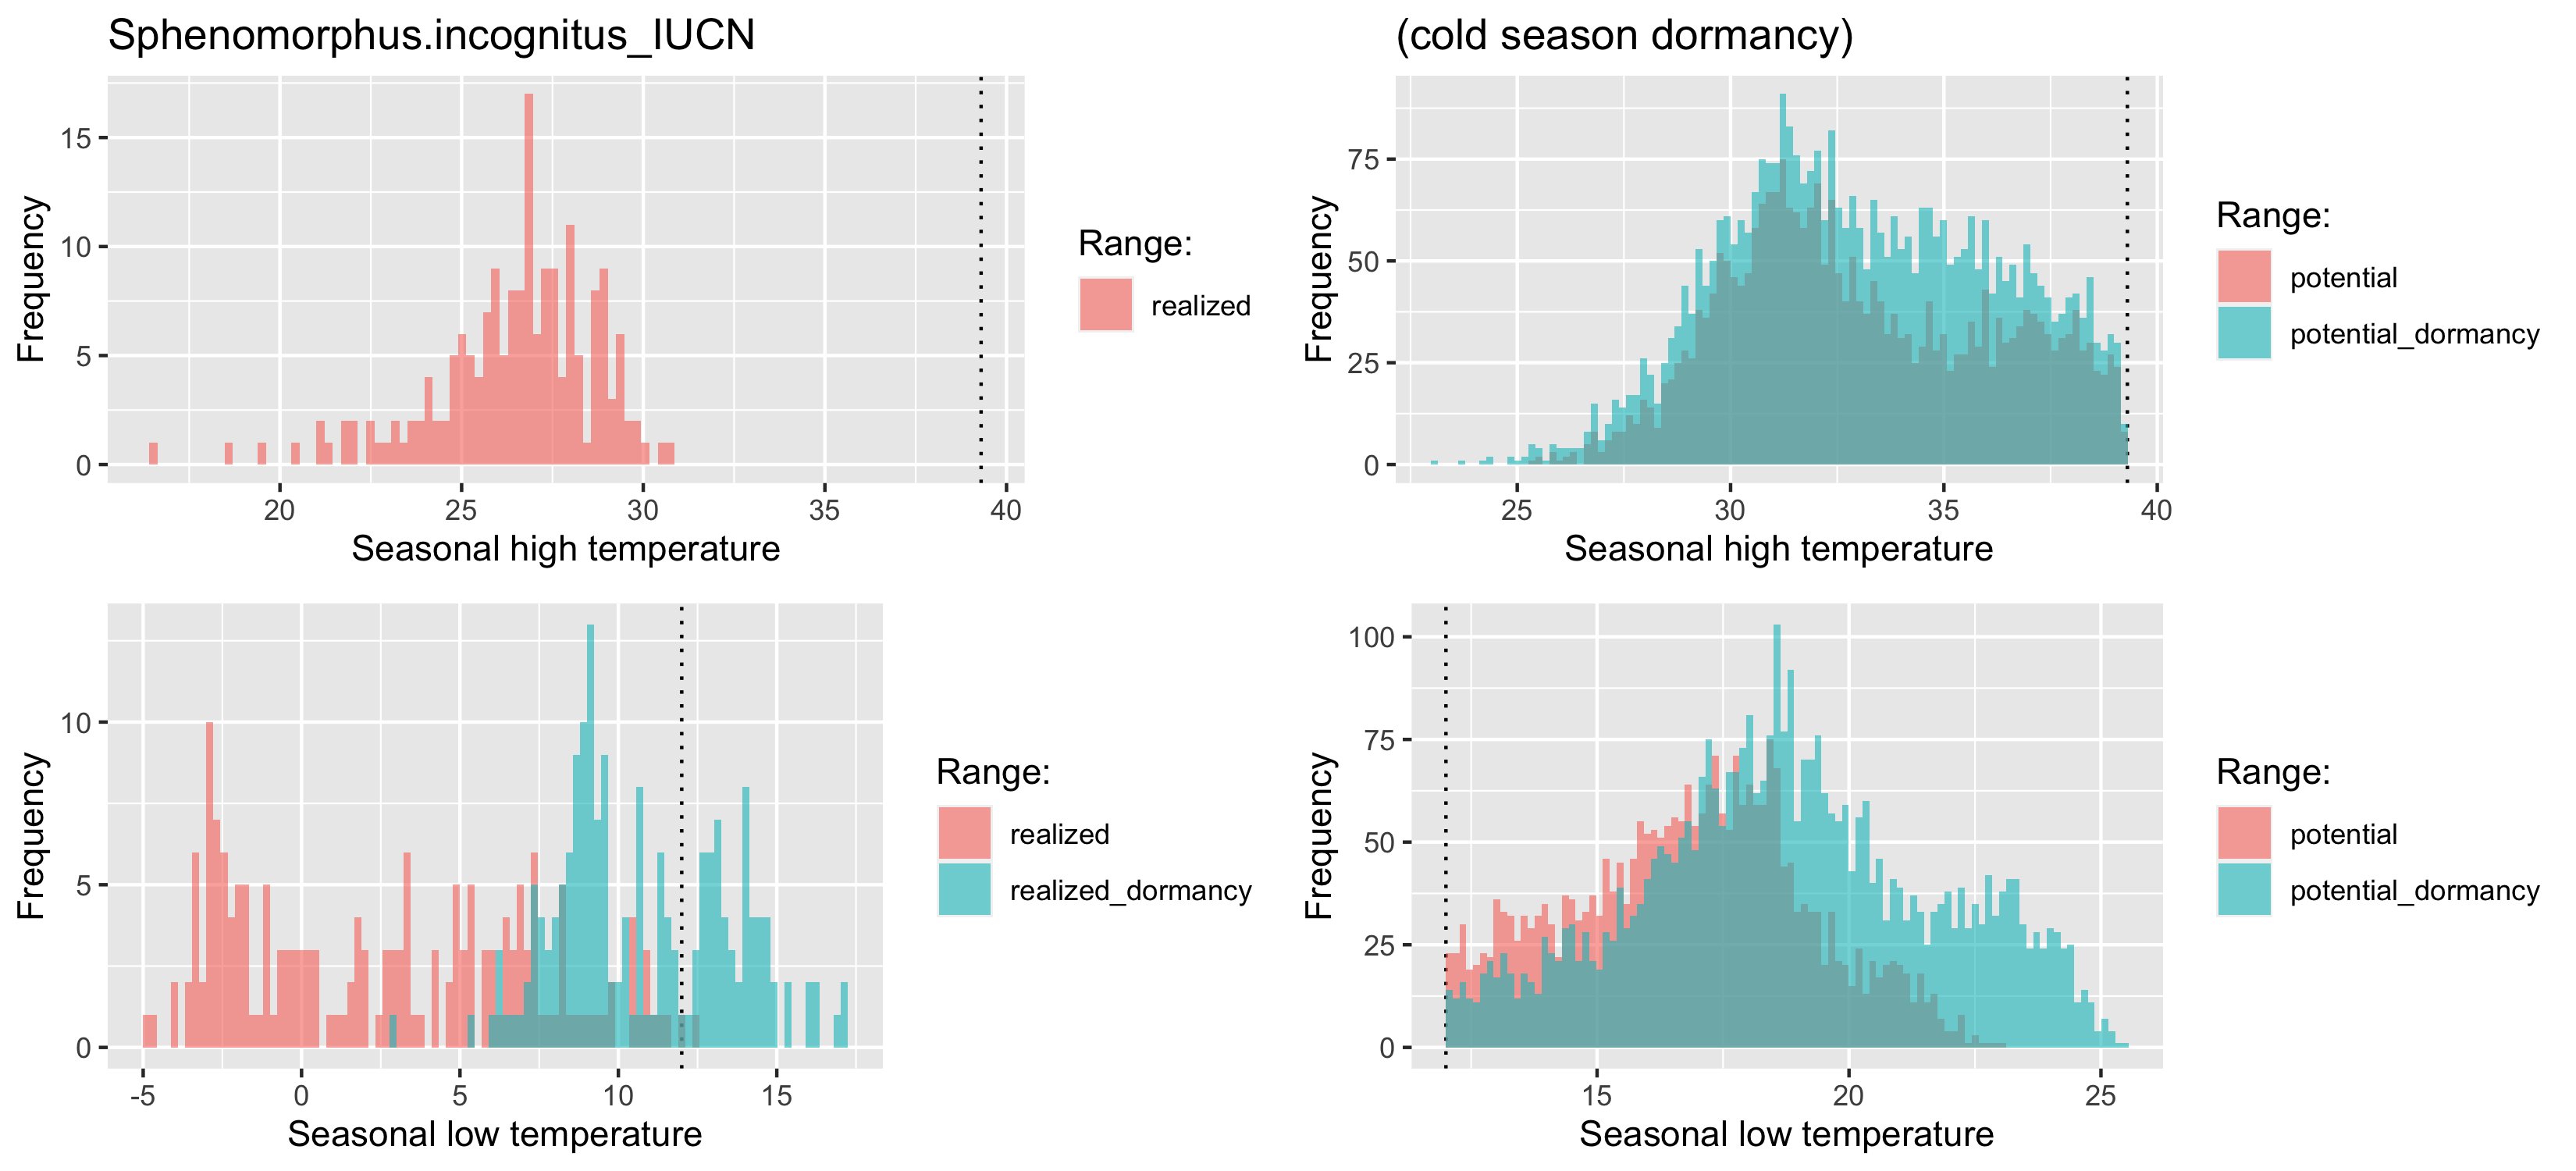 Sphenomorphus.incognitus_IUCN
(cold season dormancy)
Frequency
15
10
5
0
20 25 30 35 40
Seasonal high temperature
Range:
realized
Frequency
75
50
25
0
25 30 35 40
Seasonal high temperature
Range:
potential
potential_dormancy
Frequency
10
5
0
-5 0 5 10 15
Seasonal low temperature
Range:
realized
realized_dormancy
Frequency
100
75
50
25
0
15 20 25
Seasonal low temperature
Range:
potential
potential_dormancy